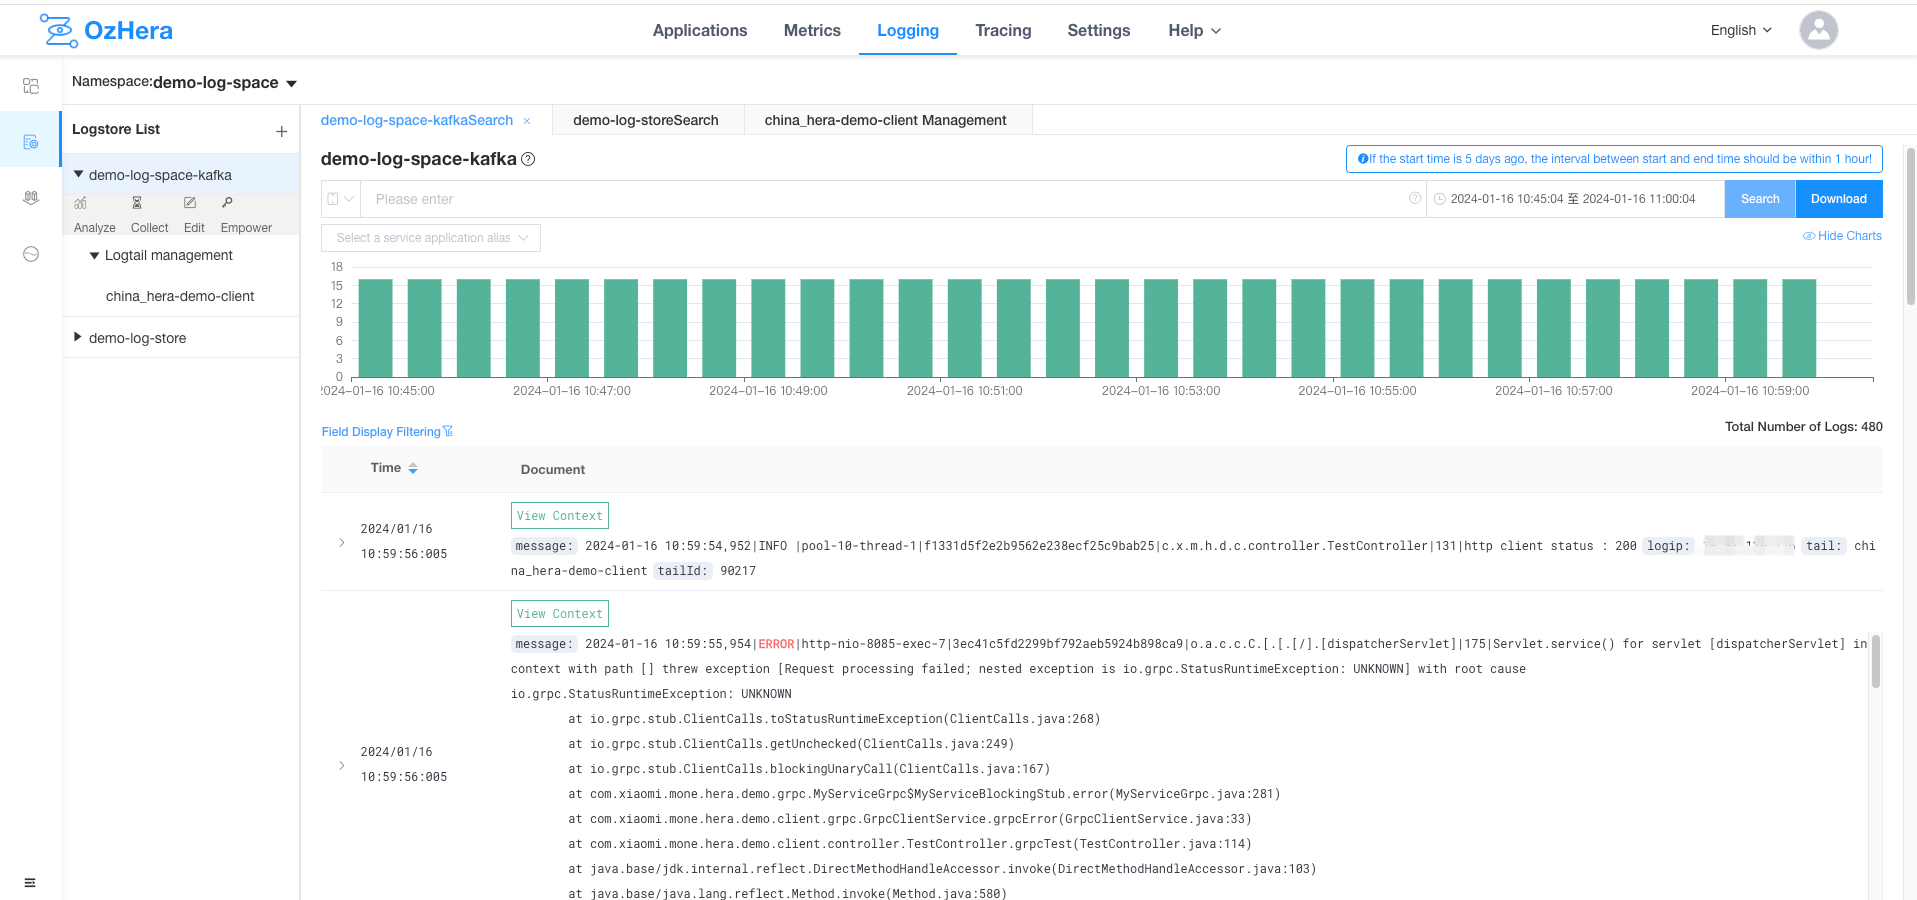 OzHera
Applications Metrics Logging Tracing Settings Help
English
Namespace:demo-log-space
Logstore List
demo-log-space-kafka
Analyze Collect Edit Empower
Logtail management
china_hera-demo-client
demo-log-store
demo-log-space-kafkaSearch × demo-log-storeSearch china_hera-demo-client Management
demo-log-space-kafka
If the start time is 5 days ago, the interval between start and end time should be within 1 hour!
Please enter
2024-01-16 10:45:04 至 2024-01-16 11:00:04
Search Download
Select a service application alias
Hide Charts
18
15
12
9
6
3
0
2024-01-16 10:45:00 2024-01-16 10:47:00 2024-01-16 10:49:00 2024-01-16 10:51:00 2024-01-16 10:53:00 2024-01-16 10:55:00 2024-01-16 10:57:00 2024-01-16 10:59:00
Field Display Filtering
Total Number of Logs: 480
Time Document
2024/01/16
10:59:56:005
View Context
message: 2024-01-16 10:59:54,952|INFO |pool-10-thread-1|f1331d5f2e2b9562e238ecf25c9bab25|c.x.m.h.d.c.controller.TestController|131|http client status : 200 logip: tail: chi
na_hera-demo-client tailId: 90217
2024/01/16
10:59:56:005
View Context
message: 2024-01-16 10:59:55,954|ERROR|http-nio-8085-exec-7|3ec41c5fd2299bf792aeb5924b898ca9|o.a.c.c.C.[.[.[/].[dispatcherServlet]|175|Servlet.service() for servlet [dispatcherServlet] in
context with path [] threw exception [Request processing failed; nested exception is io.grpc.StatusRuntimeException: UNKNOWN] with root cause
io.grpc.StatusRuntimeException: UNKNOWN
at io.grpc.stub.ClientCalls.toStatusRuntimeException(ClientCalls.java:268)
at io.grpc.stub.ClientCalls.getUnchecked(ClientCalls.java:249)
at io.grpc.stub.ClientCalls.blockingUnaryCall(ClientCalls.java:167)
at com.xiaomi.mone.hera.demo.grpc.MyServiceGrpc$MyServiceBlockingStub.error(MyServiceGrpc.java:281)
at com.xiaomi.mone.hera.demo.client.grpc.GrpcClientService.grpcError(GrpcClientService.java:33)
at com.xiaomi.mone.hera.demo.client.controller.TestController.grpcTest(TestController.java:114)
at java.base/jdk.internal.reflect.DirectMethodHandleAccessor.invoke(DirectMethodHandleAccessor.java:103)
at java.base/java.lang.reflect.Method.invoke(Method.java:580)